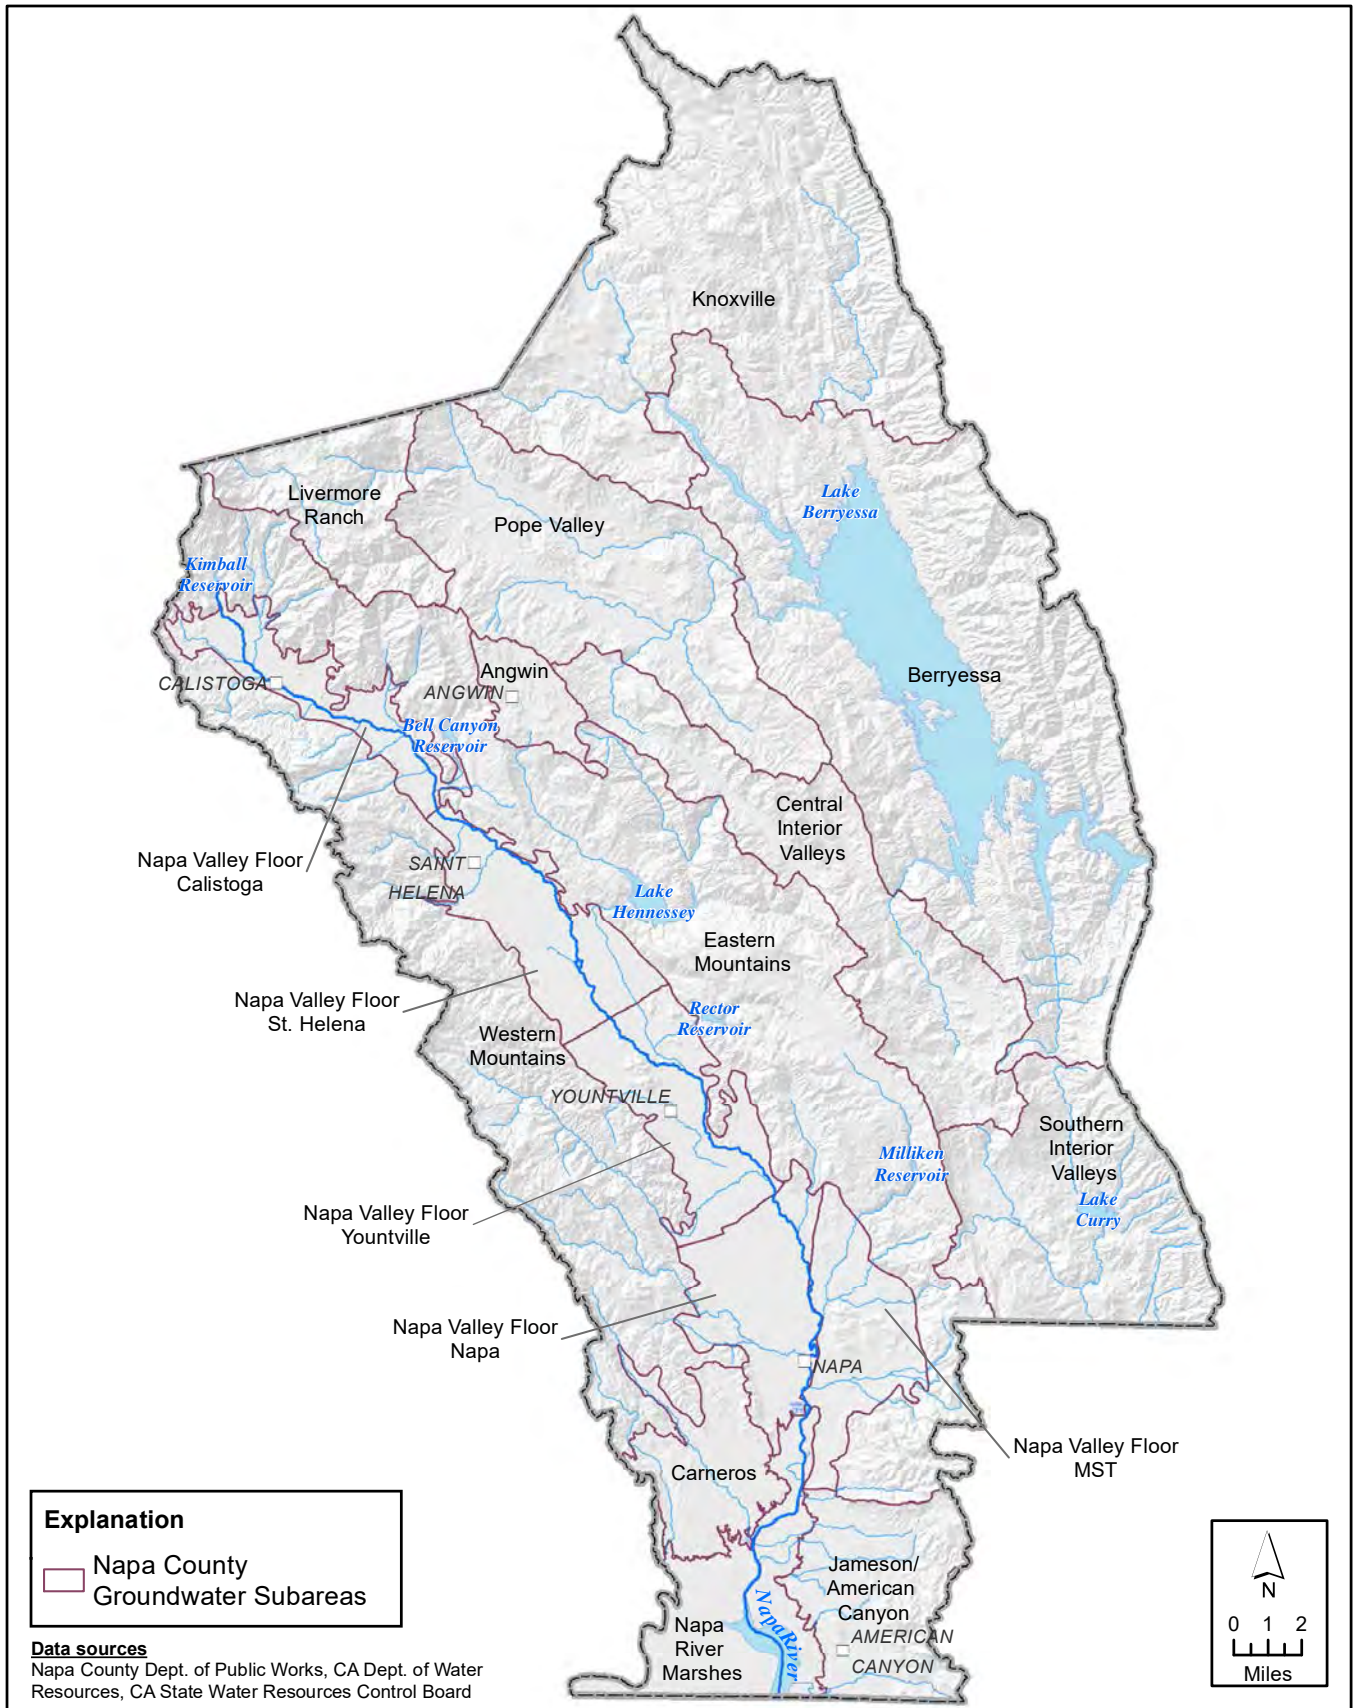 Knoxville
Livermore
Ranch
Pope Valley
Lake
Berryessa
Kimball
Reservoir
Angwin
Berryessa
CALISTOGA
ANGWIN
Bell Canyon
Reservoir
Central
Interior
Valleys
Napa Valley Floor
Calistoga
SAINT
HELENA
Lake
Hennessey
Eastern
Mountains
Napa Valley Floor
St. Helena
Rector
Reservoir
Western
Mountains
YOUNTVILLE
Southern
Interior
Valleys
Milliken
Reservoir
Lake
Curry
Napa Valley Floor
Yountville
Napa Valley Floor
Napa
NAPA
Napa Valley Floor
MST
Carneros
Jameson/
American
Canyon
AMERICAN
CANYON
Napa
River
Marshes
NapaRiver
Explanation
Napa County
Groundwater Subareas
Data sources
Napa County Dept. of Public Works, CA Dept. of Water
Resources, CA State Water Resources Control Board
N
0 1 2
Miles